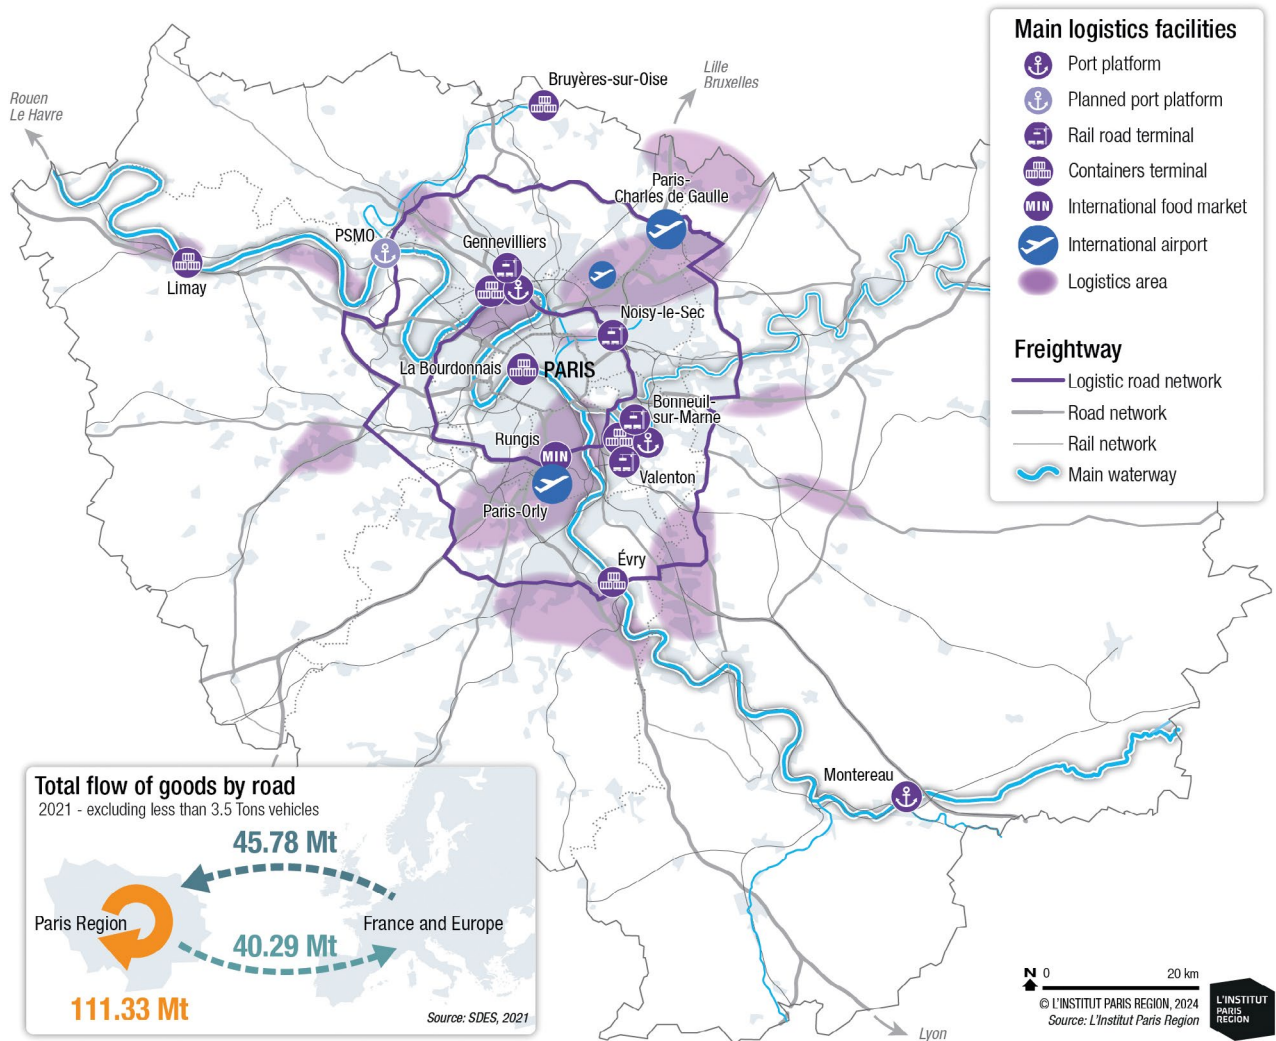 Rouen
Le Havre
Bruyères-sur-Oise
Lille
Bruxelles
Paris-
Charles de Gaulle
PSMO
Gennevilliers
Limay
Noisy-le-Sec
La Bourdonnais
PARIS
Bonneuil-
sur-Marne
Rungis
MIN
Valenton
Paris-Orly
Évry
Montereau
Lyon
Main logistics facilities
Port platform
Planned port platform
Rail road terminal
Containers terminal
MIN
International food market
International airport
Logistics area
Freightway
Logistic road network
Road network
Rail network
Main waterway
Total flow of goods by road
2021 - excluding less than 3.5 Tons vehicles
45.78 Mt
Paris Region
France and Europe
40.29 Mt
111.33 Mt
Source: SDES, 2021
N 0 20 km
© L'INSTITUT PARIS REGION, 2024
Source: L'Institut Paris Region
L'INSTITUT
PARIS
REGION